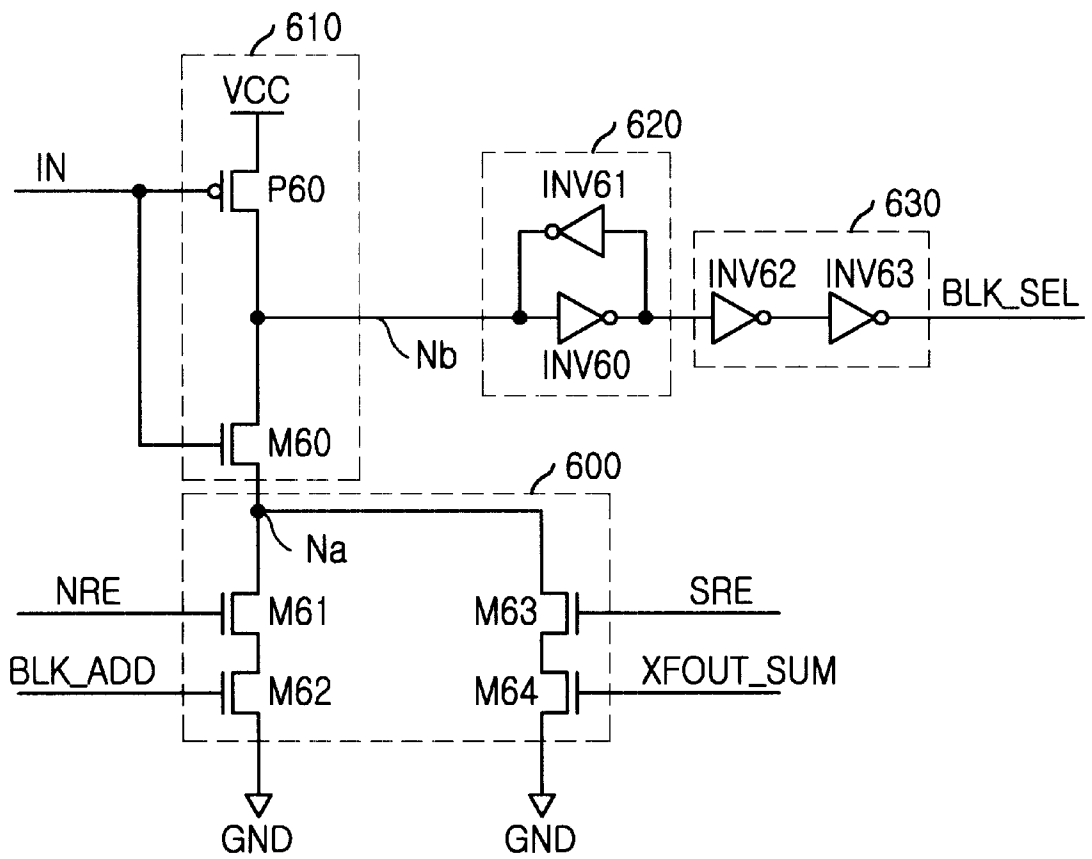 610
VCC
620
IN
P60
INV61
630
INV62
INV63
BLK_SEL
Nb
INV60
M60
600
Na
NRE
M61
M63
SRE
BLK_ADD
M62
M64
XFOUT_SUM
GND
GND